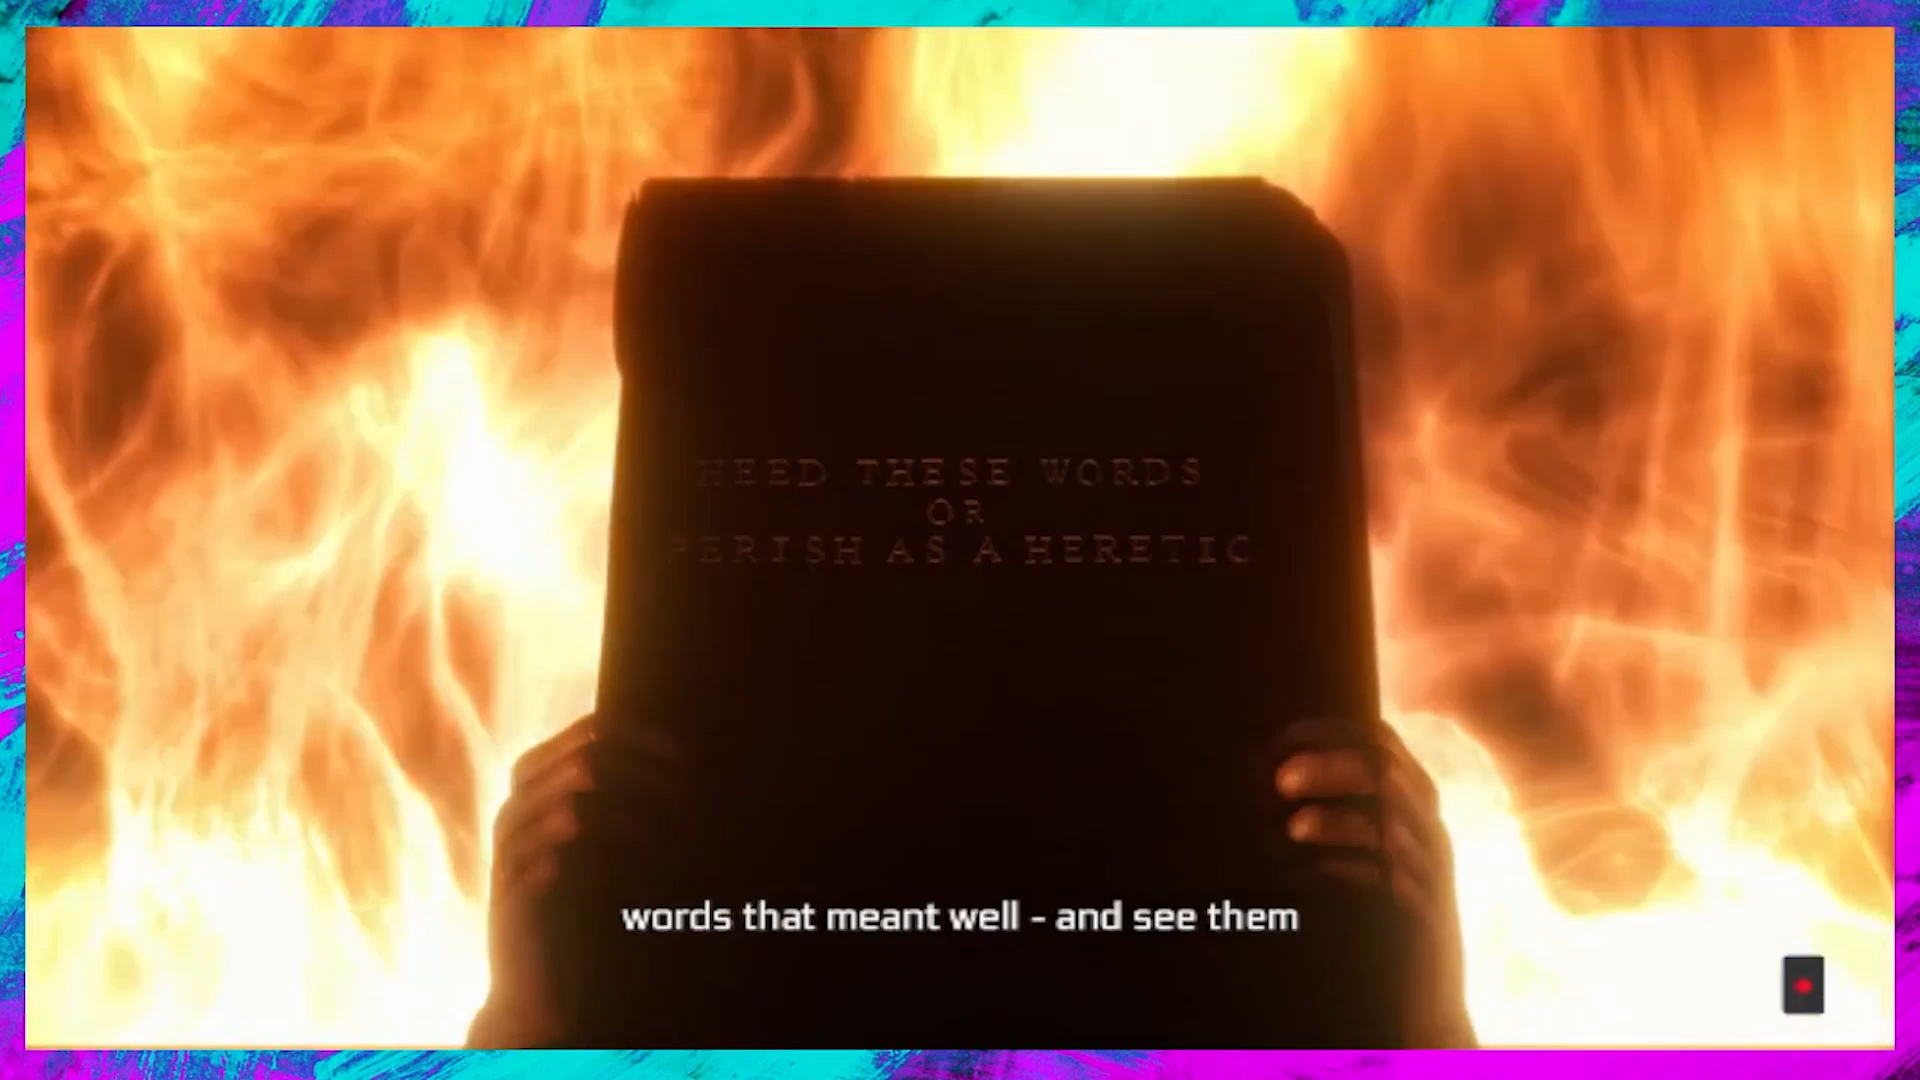 HEED THESE WORDS
OR
PERISH AS A HERETIC
words that meant well - and see them